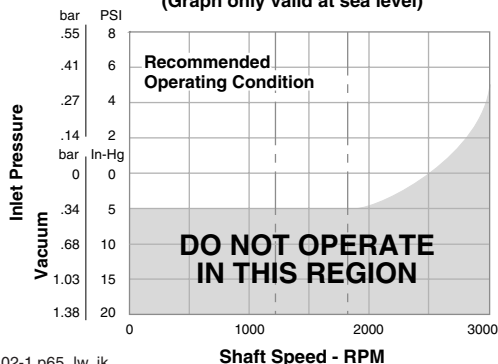 (Graph only valid at sea level)
bar PSI
.55 8
.41 6
.27 4
.14 2
bar In-Hg
0 0
.34 5
.68 10
1.03 15
1.38 20
Inlet Pressure
Vacuum
Recommended
Operating Condition
DO NOT OPERATE
IN THIS REGION
0 1000 2000 3000
Shaft Speed - RPM
02-1.p65, lw, jk